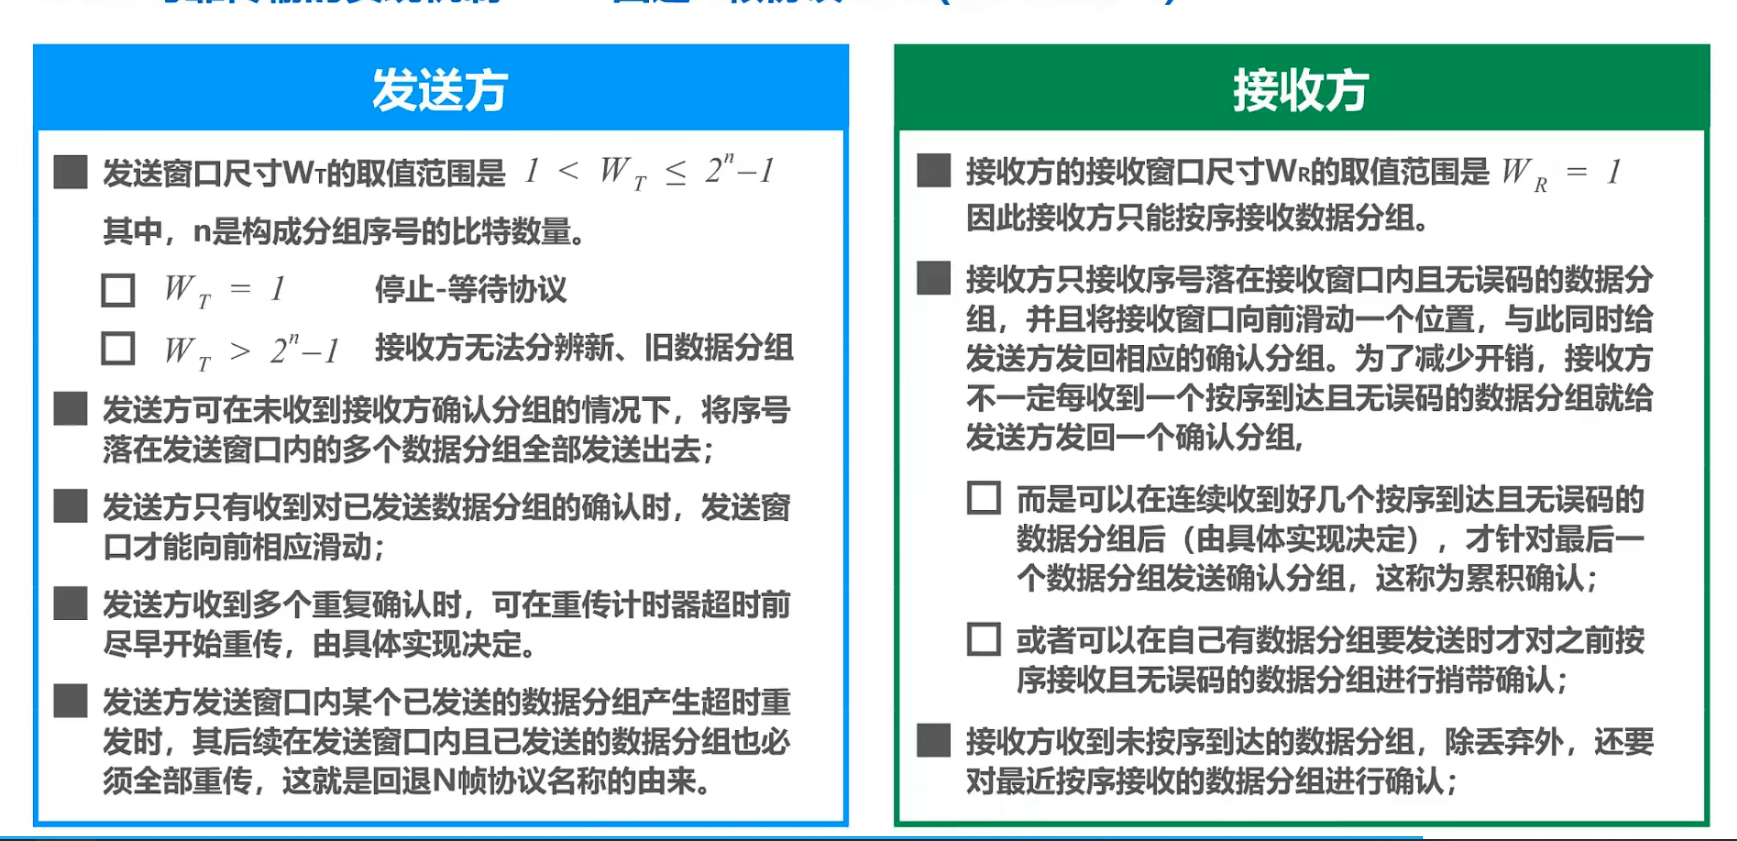 发送方
发送窗口尺寸WT的取值范围是 1 < W T ≤ 2ⁿ–1
其中，n是构成分组序号的比特数量。
W T = 1 停止-等待协议
W T > 2ⁿ–1 接收方无法分辨新、旧数据分组
发送方可在未收到接收方确认分组的情况下，将序号
落在发送窗口内的多个数据分组全部发送出去；
发送方只有收到对已发送数据分组的确认时，发送窗
口才能向前相应滑动；
发送方收到多个重复确认时，可在重传计时器超时前
尽早开始重传，由具体实现决定。
发送方发送窗口内某个已发送的数据分组产生超时重
发时，其后续在发送窗口内且已发送的数据分组也必
须全部重传，这就是回退N帧协议名称的由来。
接收方
接收方的接收窗口尺寸WR的取值范围是 W R = 1
因此接收方只能按序接收数据分组。
接收方只接收序号落在接收窗口内且无误码的数据分
组，并且将接收窗口向前滑动一个位置，与此同时给
发送方发回相应的确认分组。为了减少开销，接收方
不一定每收到一个按序到达且无误码的数据分组就给
发送方发回一个确认分组,
而是可以在连续收到好几个按序到达且无误码的
数据分组后（由具体实现决定），才针对最后一
个数据分组发送确认分组，这称为累积确认；
或者可以在自己有数据分组要发送时才对之前按
序接收且无误码的数据分组进行捎带确认；
接收方收到未按序到达的数据分组，除丢弃外，还要
对最近按序接收的数据分组进行确认；